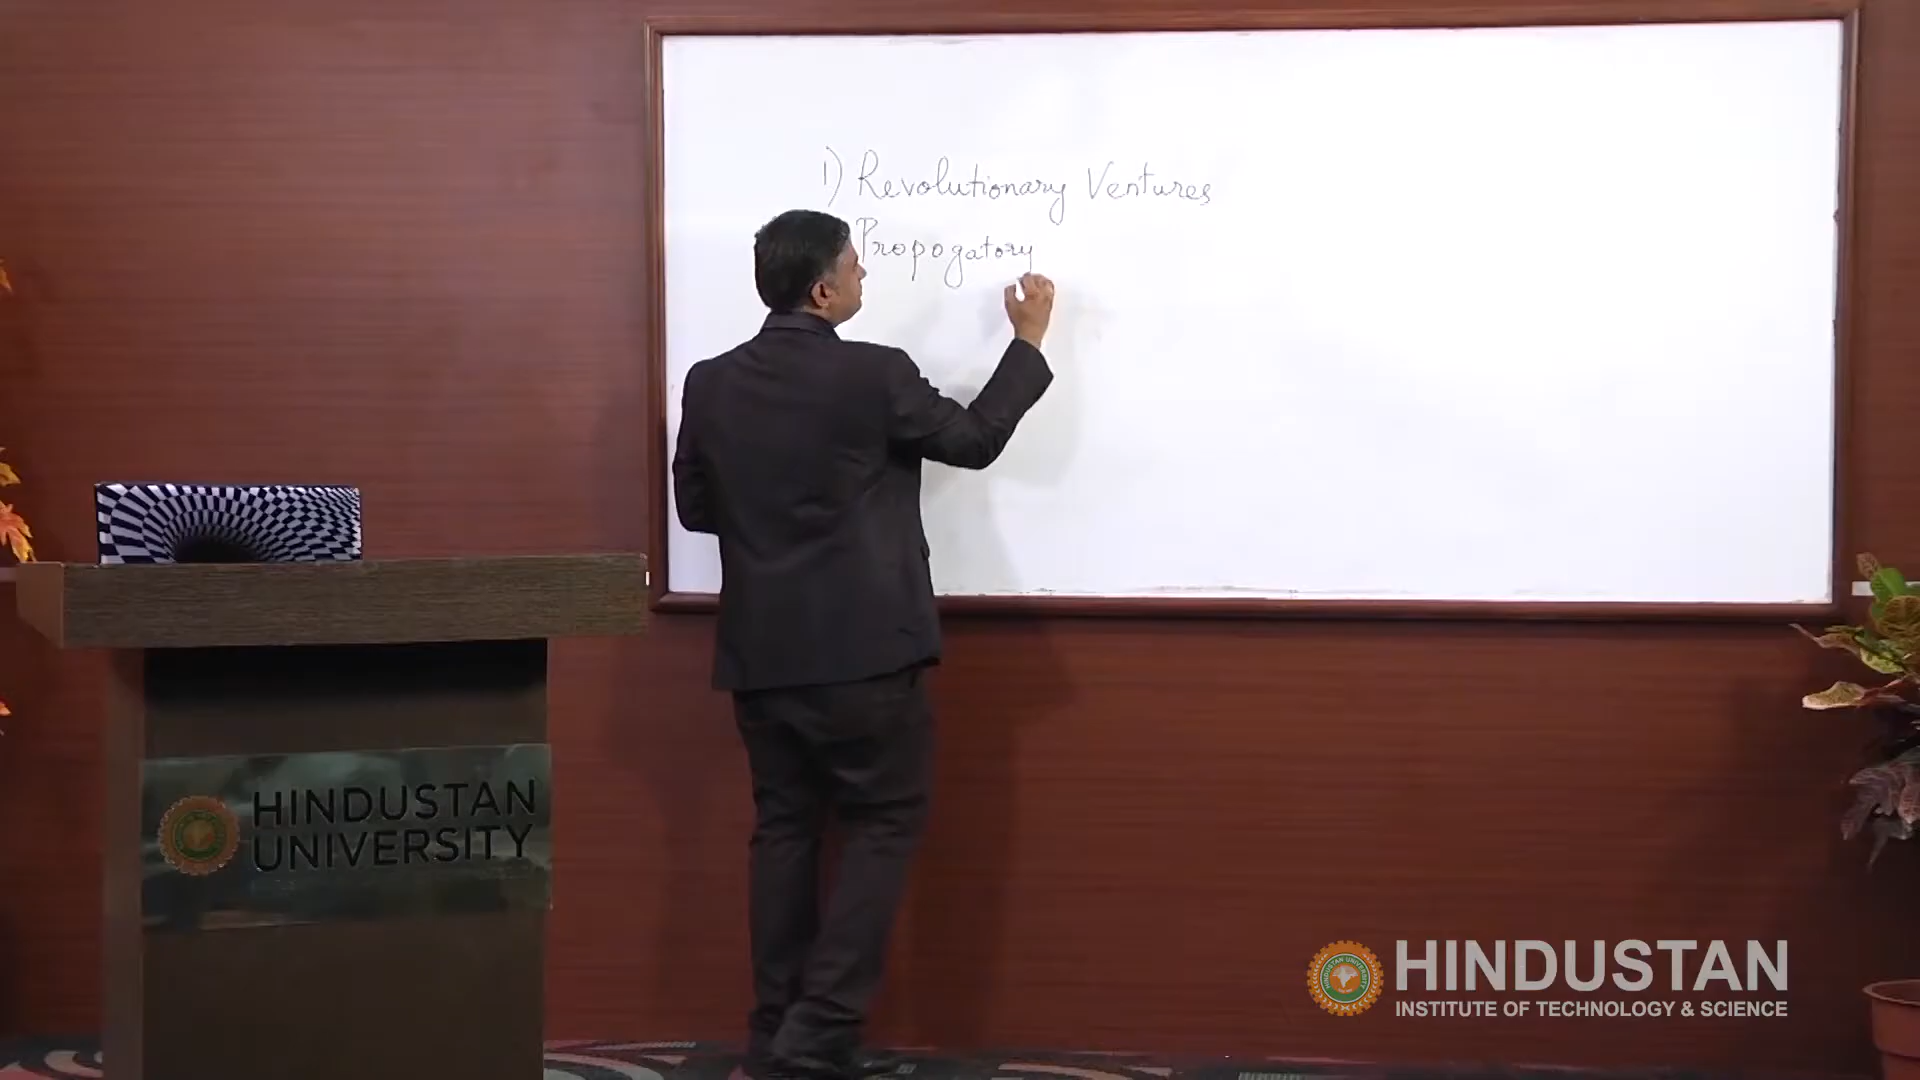 1) Revolutionary Ventures
Propogatory
HINDUSTAN
UNIVERSITY
HINDUSTAN
INSTITUTE OF TECHNOLOGY & SCIENCE